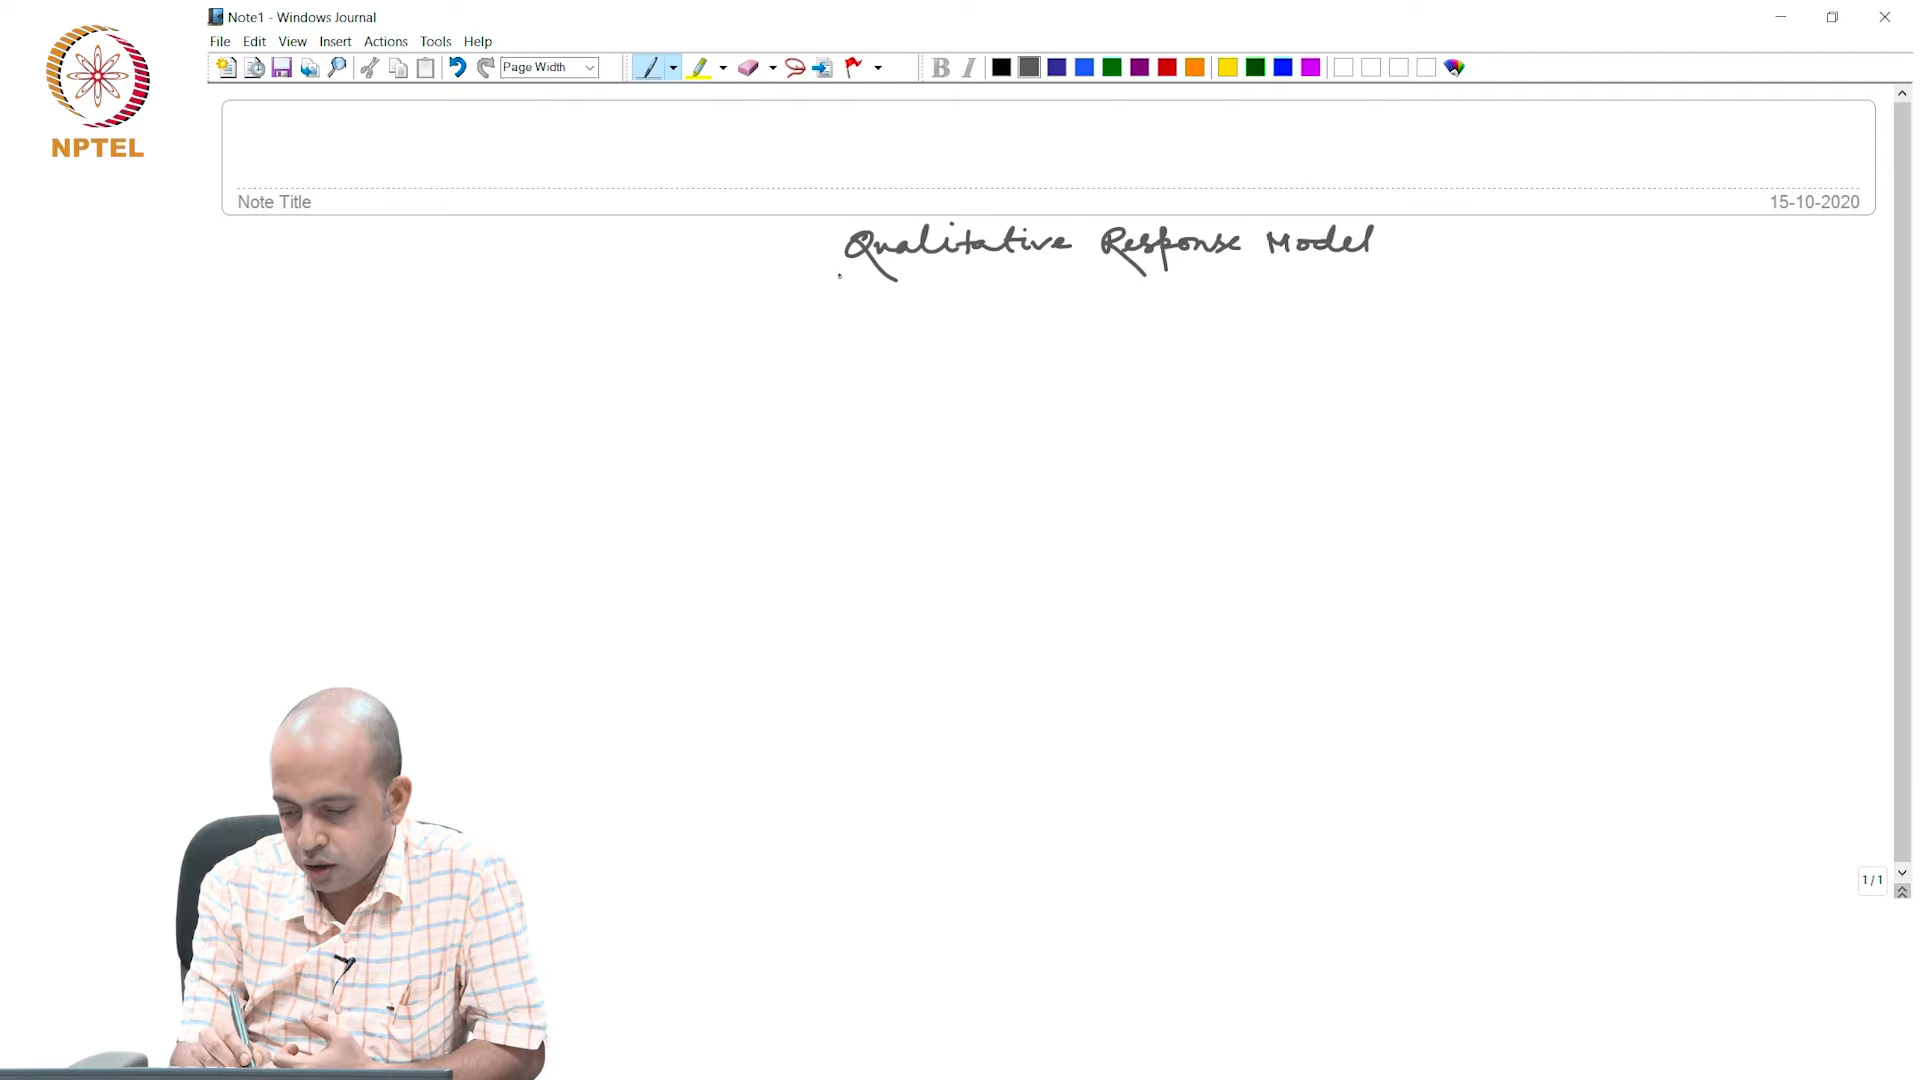 Note1 - Windows Journal
File Edit View Insert Actions Tools Help
Page Width
B I
NPTEL
Note Title 15-10-2020
Qualitative Response Model
1/1